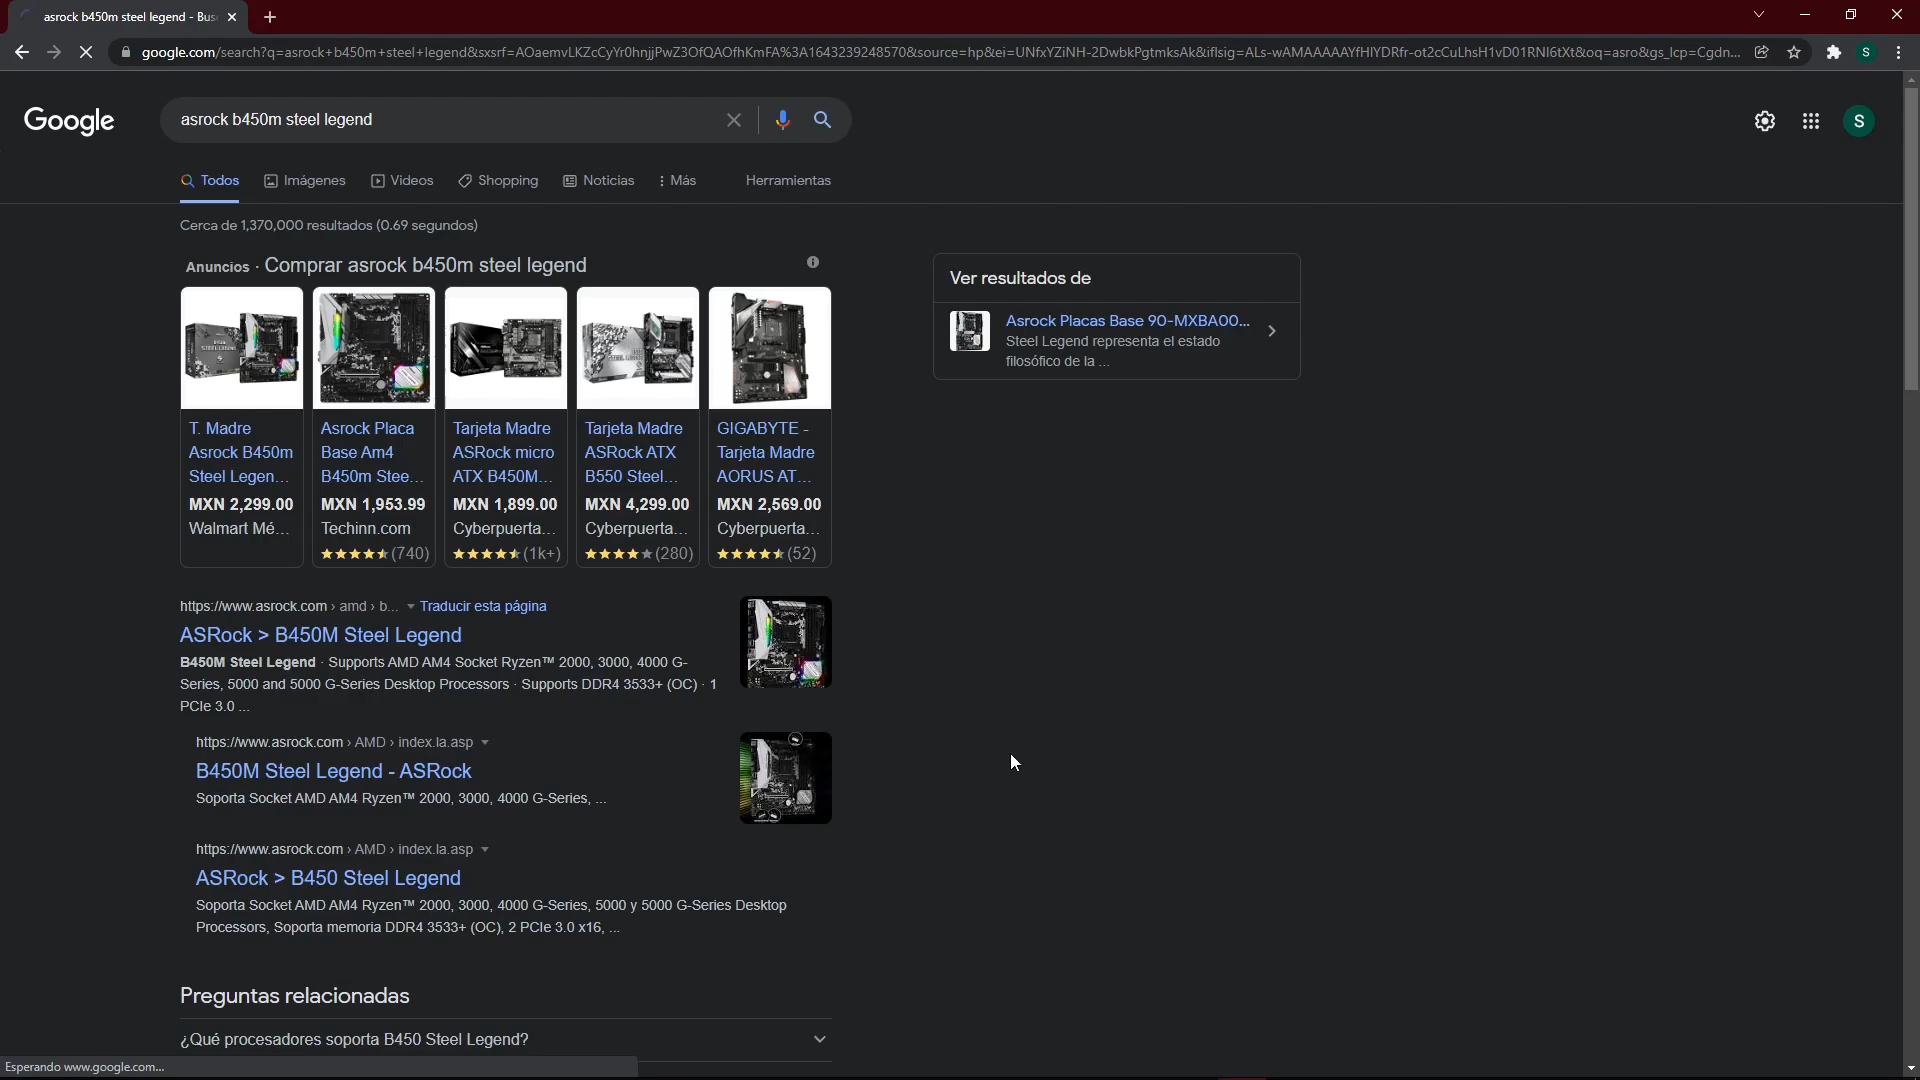 asrock b450m steel legend - Bus
google.com/search?q=asrock+b450m+steel+legend&sxsrf=AOaemvLKZcCyYr0hnjjPwZ3OfQAOfhKmFA%3A1643239248570&source=hp&ei=UNfxYZiNH-2DwbkPgtmksAk&iflsig=ALs-wAMAAAAAYfHlYDRfr-ot2cCuLhsH1vD01RNl6tXt&oq=asro&gs_lcp=Cgdn...
S
Google
asrock b450m steel legend
S
Todos Imágenes Videos Shopping Noticias Más Herramientas
Cerca de 1,370,000 resultados (0.69 segundos)
Anuncios · Comprar asrock b450m steel legend
T. Madre
Asrock B450m
Steel Legen...
MXN 2,299.00
Walmart Mé...
Asrock Placa
Base Am4
B450m Stee...
MXN 1,953.99
Techinn.com
(740)
Tarjeta Madre
ASRock micro
ATX B450M...
MXN 1,899.00
Cyberpuerta...
(1k+)
Tarjeta Madre
ASRock ATX
B550 Steel...
MXN 4,299.00
Cyberpuerta...
(280)
GIGABYTE -
Tarjeta Madre
AORUS AT...
MXN 2,569.00
Cyberpuerta...
(52)
Ver resultados de
Asrock Placas Base 90-MXBA00...
Steel Legend representa el estado
filosófico de la ...
https://www.asrock.com › amd › b... Traducir esta página
ASRock > B450M Steel Legend
B450M Steel Legend · Supports AMD AM4 Socket Ryzen™ 2000, 3000, 4000 G-
Series, 5000 and 5000 G-Series Desktop Processors · Supports DDR4 3533+ (OC) · 1
PCIe 3.0 ...
https://www.asrock.com › AMD › index.la.asp
B450M Steel Legend - ASRock
Soporta Socket AMD AM4 Ryzen™ 2000, 3000, 4000 G-Series, ...
https://www.asrock.com › AMD › index.la.asp
ASRock > B450 Steel Legend
Soporta Socket AMD AM4 Ryzen™ 2000, 3000, 4000 G-Series, 5000 y 5000 G-Series Desktop
Processors, Soporta memoria DDR4 3533+ (OC), 2 PCIe 3.0 x16, ...
Preguntas relacionadas
¿Qué procesadores soporta B450 Steel Legend?
Esperando www.google.com...